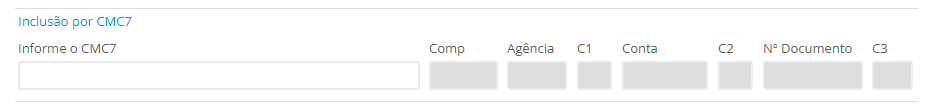 Inclusão por CMC7
Informe o CMC7 Comp Agência C1 Conta C2 Nº Documento C3